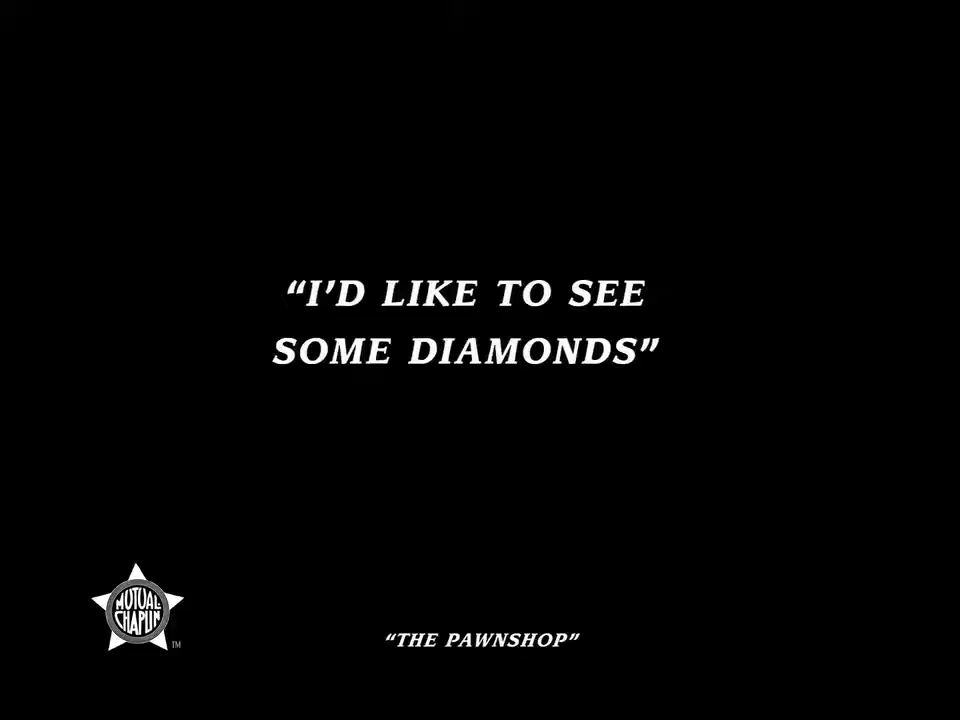 “I’D LIKE TO SEE
SOME DIAMONDS”
MUTUAL-
CHAPLIN
TM
“THE PAWNSHOP”